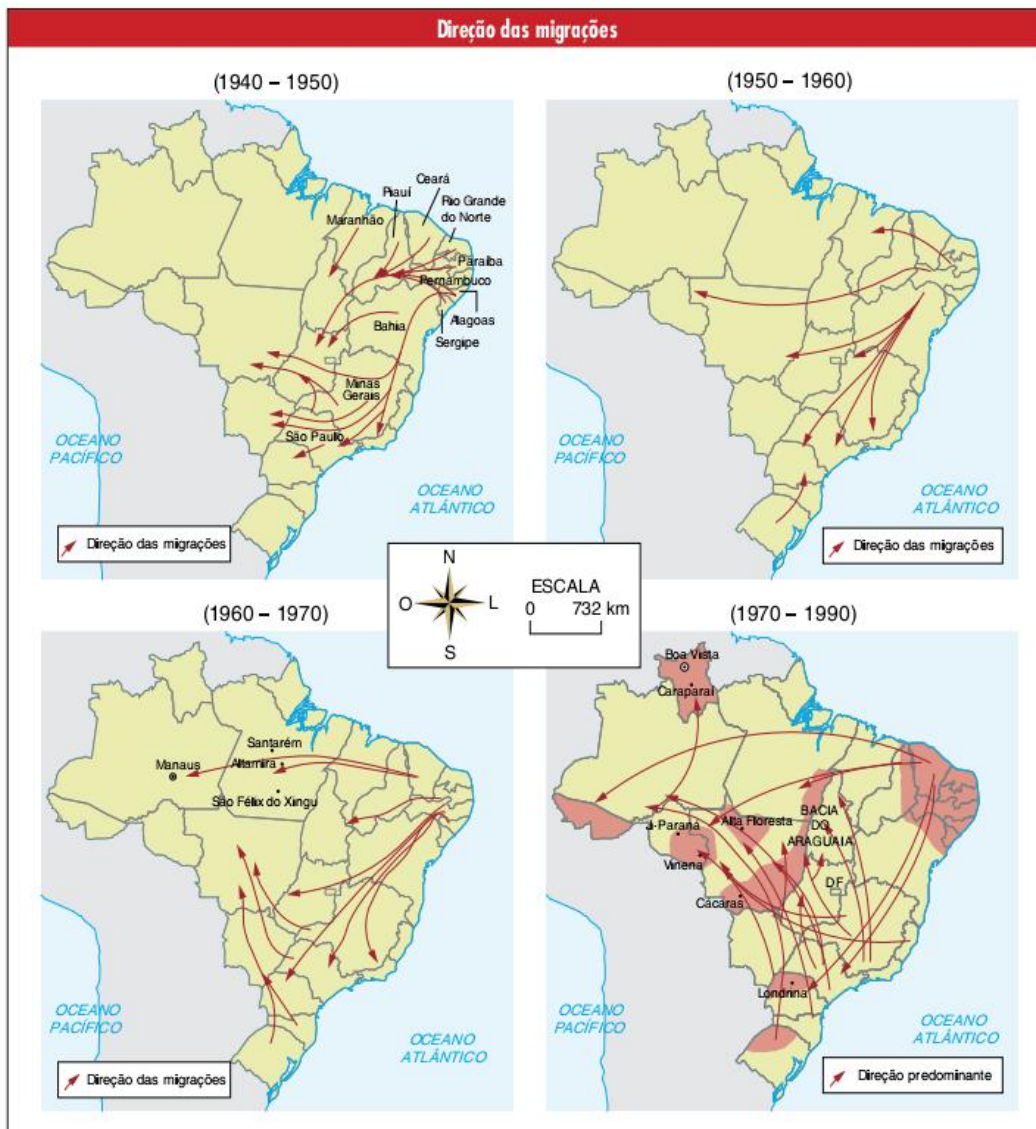 Direção das migrações
(1940 – 1950)
Maranhão
Piauí
Ceará
Rio Grande
do Norte
Paraíba
Pernambuco
Alagoas
Sergipe
Bahia
Minas
Gerais
São Paulo
OCEANO
PACÍFICO
OCEANO
ATLÂNTICO
Direção das migrações
(1950 – 1960)
OCEANO
PACÍFICO
OCEANO
ATLÂNTICO
Direção das migrações
N
O
L
S
ESCALA
0 732 km
(1960 – 1970)
Santarém
Manaus
Altamira
São Félix do Xingu
OCEANO
PACÍFICO
OCEANO
ATLÂNTICO
Direção das migrações
(1970 – 1990)
Boa Vista
Caraparaí
Ji-Paraná
Alta Floresta
BACIA
DO
ARAGUAIA
Vinena
DF
Cácaras
Londrina
OCEANO
PACÍFICO
OCEANO
ATLÂNTICO
Direção predominante